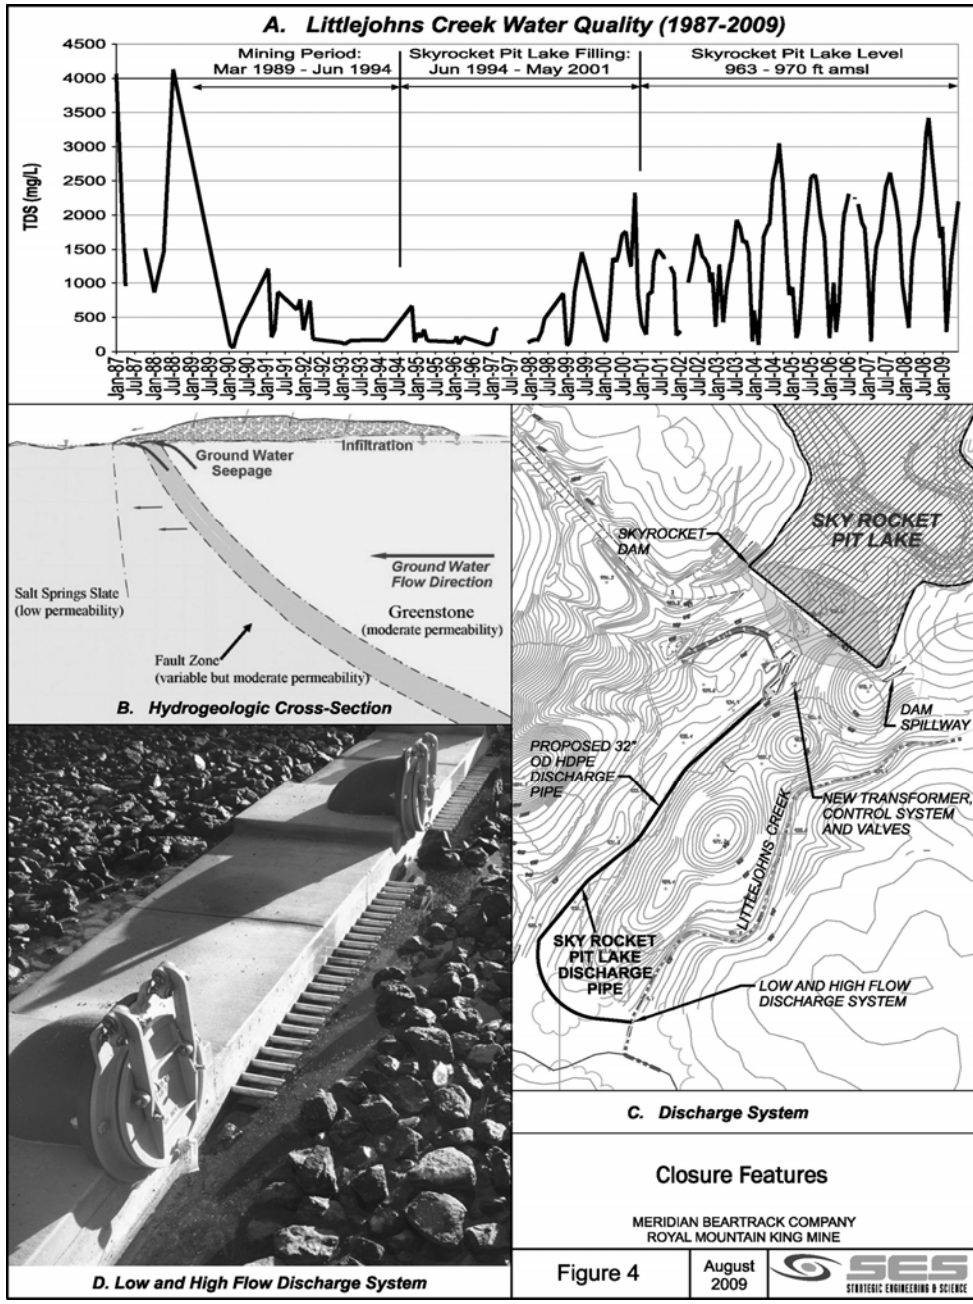 A. Littlejohns Creek Water Quality (1987-2009)
Mining Period:
Mar 1989 - Jun 1994
Skyrocket Pit Lake Filling:
Jun 1994 - May 2001
Skyrocket Pit Lake Level
963 - 970 ft amsl
TDS (mg/L)
4500
4000
3500
3000
2500
2000
1500
1000
500
0
Jan-87
Jul-87
Jan-88
Jul-88
Jan-89
Jul-89
Jan-90
Jul-90
Jan-91
Jul-91
Jan-92
Jul-92
Jan-93
Jul-93
Jan-94
Jul-94
Jan-95
Jul-95
Jan-96
Jul-96
Jan-97
Jul-97
Jan-98
Jul-98
Jan-99
Jul-99
Jan-00
Jul-00
Jan-01
Jul-01
Jan-02
Jul-02
Jan-03
Jul-03
Jan-04
Jul-04
Jan-05
Jul-05
Jan-06
Jul-06
Jan-07
Jul-07
Jan-08
Jul-08
Jan-09
Ground Water
Seepage
Infiltration
Ground Water
Flow Direction
Salt Springs Slate
(low permeability)
Greenstone
(moderate permeability)
Fault Zone
(variable but moderate permeability)
B. Hydrogeologic Cross-Section
SKY ROCKET
PIT LAKE
SKYROCKET
DAM
DAM
SPILLWAY
PROPOSED 32"
OD HDPE
DISCHARGE
PIPE
NEW TRANSFORMER,
CONTROL SYSTEM
AND VALVES
LITTLEJOHNS CREEK
SKY ROCKET
PIT LAKE
DISCHARGE
PIPE
LOW AND HIGH FLOW
DISCHARGE SYSTEM
C. Discharge System
D. Low and High Flow Discharge System
Closure Features
MERIDIAN BEARTRACK COMPANY
ROYAL MOUNTAIN KING MINE
Figure 4
August
2009
SES
STRATEGIC ENGINEERING & SCIENCE